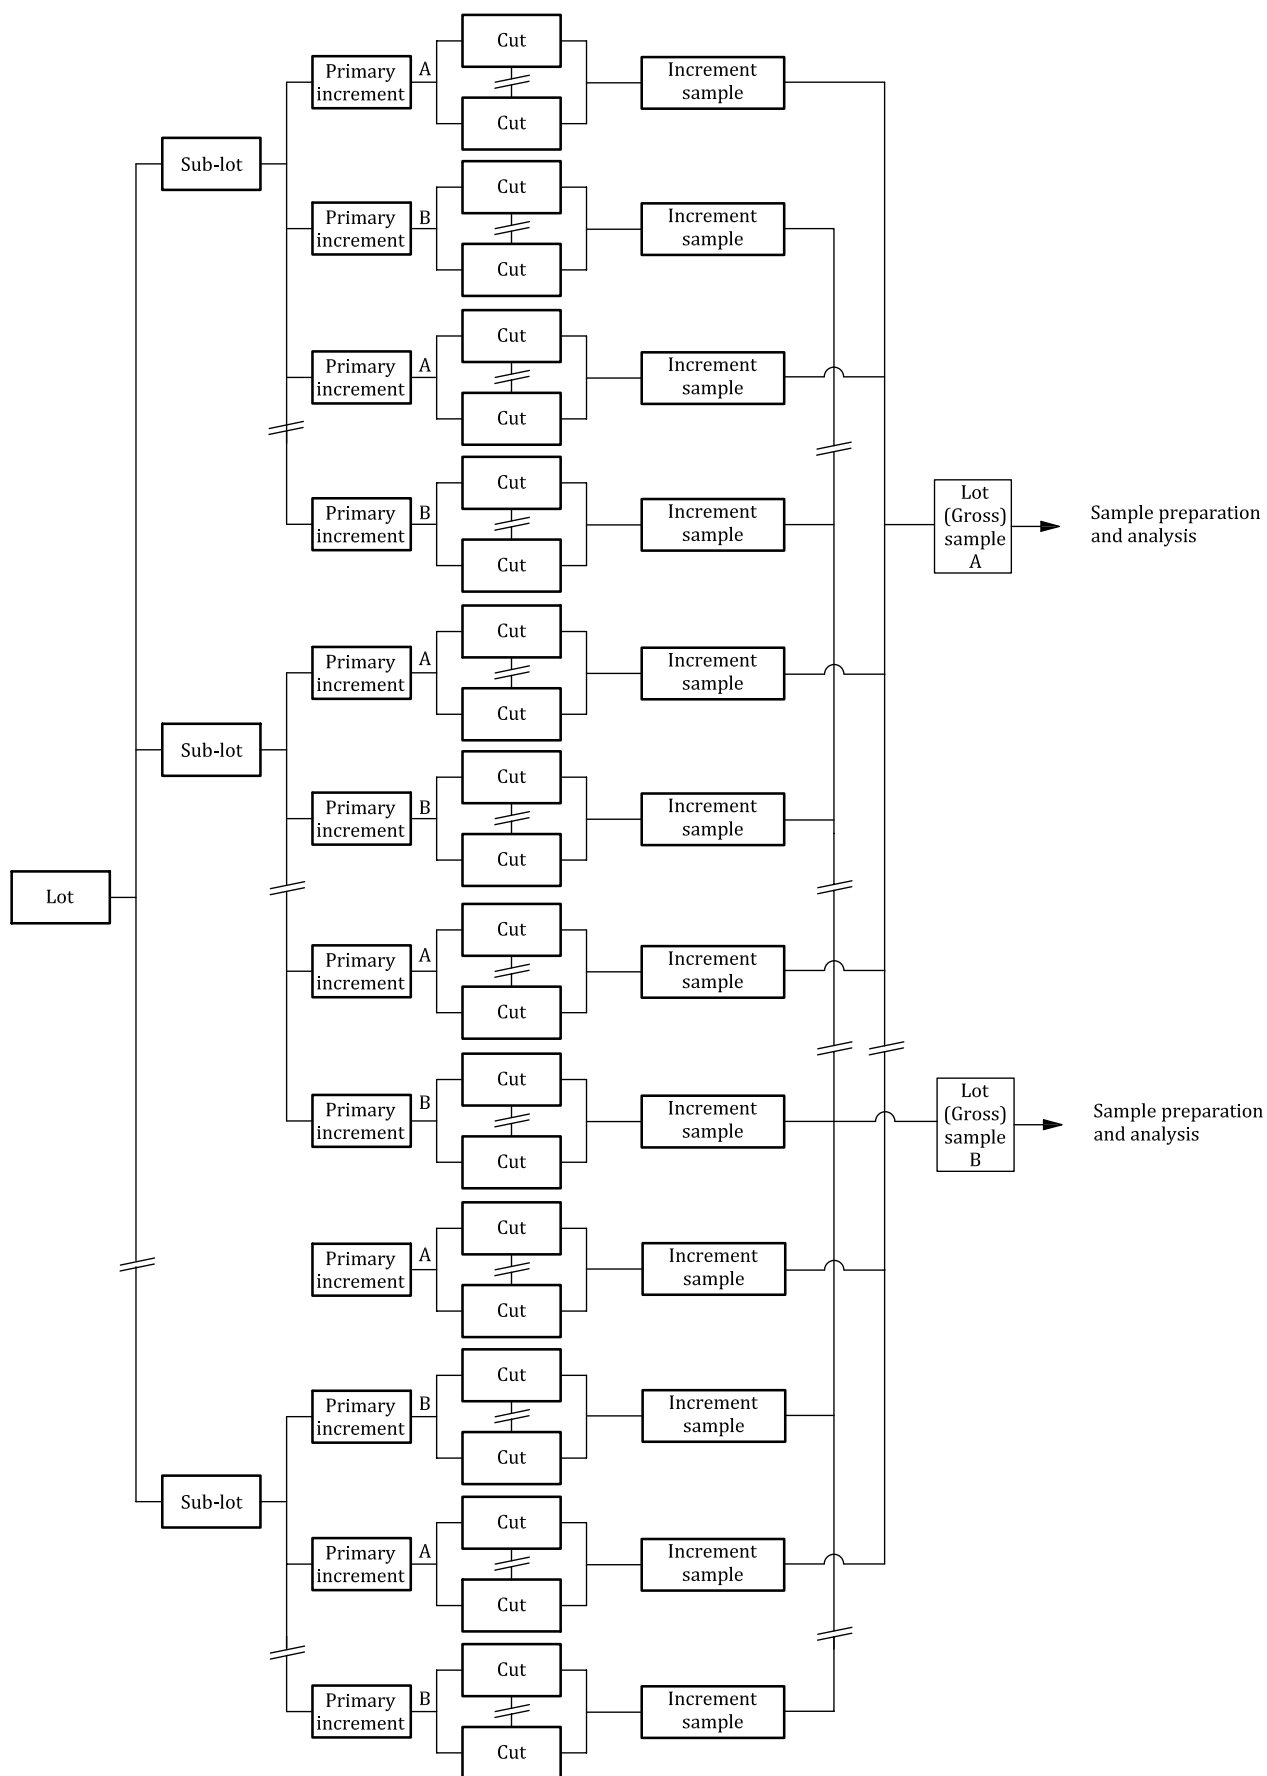 Cut
Primary
increment
A
Increment
sample
Cut
Sub-lot
Cut
Primary
increment
B
Increment
sample
Cut
Cut
Primary
increment
A
Increment
sample
Cut
Cut
Primary
increment
B
Increment
sample
Cut
Lot
(Gross)
sample
A
Sample preparation
and analysis
Cut
Primary
increment
A
Increment
sample
Cut
Sub-lot
Cut
Primary
increment
B
Increment
sample
Cut
Lot
Cut
Primary
increment
A
Increment
sample
Cut
Cut
Primary
increment
B
Increment
sample
Cut
Lot
(Gross)
sample
B
Sample preparation
and analysis
Cut
Primary
increment
A
Increment
sample
Cut
Cut
Primary
increment
B
Increment
sample
Cut
Sub-lot
Cut
Primary
increment
A
Increment
sample
Cut
Cut
Primary
increment
B
Increment
sample
Cut